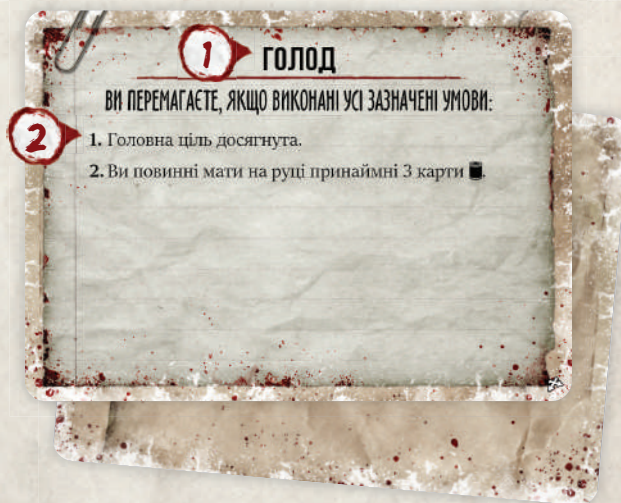 1 ГОЛОД
ВИ ПЕРЕМАГАЄТЕ, ЯКЩО ВИКОНАНІ УСІ ЗАЗНАЧЕНІ УМОВИ:
2
1. Головна ціль досягнута.
2. Ви повинні мати на руці принаймні 3 карти .